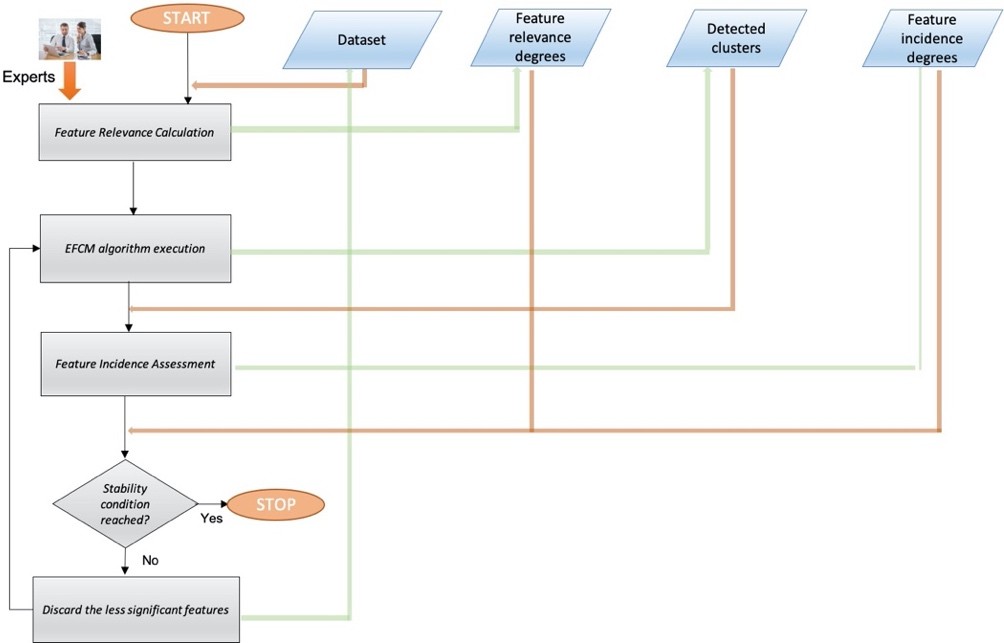 START
Dataset
Feature
relevance
degrees
Detected
clusters
Feature
incidence
degrees
Experts
Feature Relevance Calculation
EFCM algorithm execution
Feature Incidence Assessment
Stability
condition
reached?
Yes
STOP
No
Discard the less significant features